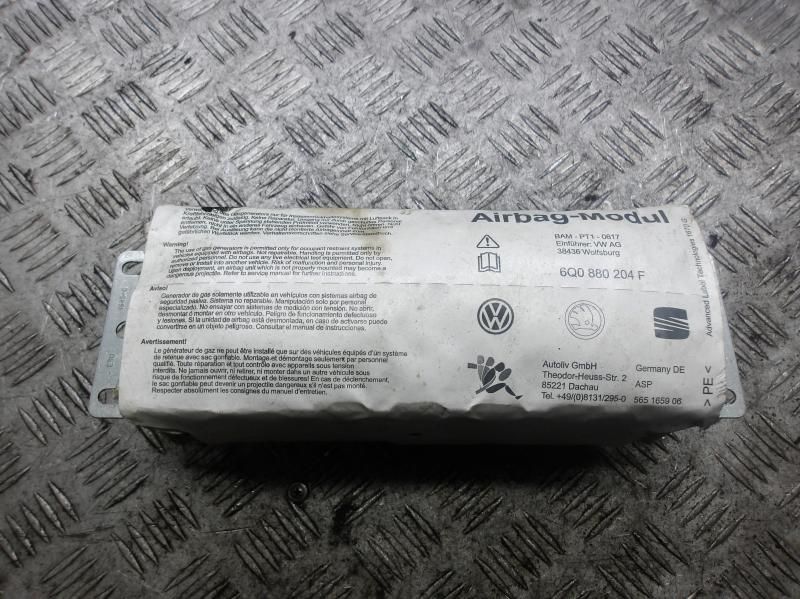 Airbag-Modul
BAM - PT1 - 0617
Einführer: VW AG
38436 Wolfsburg
6Q0 880 204 F
Warning!
The use of gas generators is permitted only for occupant restraint systems in
vehicles equipped with airbags. Not repairable. Handling is permitted only for
authorized personnel. Do not use any live electrical test equipment. Do not open,
remove or install into another vehicle. Risk of malfunction and personal injury.
Upon deployment, an airbag unit which is not properly mounted may become a
dangerous projectile. Refer to service manual for further instructions.
Aviso!
Generador de gas solamente utilizable en vehículos con sistemas airbag de
seguridad pasiva. Sistema no reparable. Manipulación solo por personal
especializado. No ensayar con sistemas de medición con tensión. No abrir,
desmontar ni montar en otro vehículo. Peligro de funcionamiento defectuoso
y lesiones. Si la unidad de airbag está desmontada, en caso de activarse puede
convertirse en un objeto peligroso. Consultar el manual de instrucciones.
Avertissement!
Le générateur de gaz ne peut être installé que sur des véhicules équipés d'un système
de retenue avec sac gonflable. Montage et démontage seulement par personnel
qualifié. Toute réparation et tout contrôle avec appareils sous tension
interdits. Ne jamais ouvrir, ni retirer, ni monter dans un autre véhicule sous
risque de fonctionnement défectueux et de blessures! En cas de déclenchement,
le sac gonflable peut devenir un projectile dangereux s'il n'est pas monté.
Respecter absolument les consignes du manuel d'entretien.
Autoliv GmbH
Theodor-Heuss-Str. 2
85221 Dachau
Tel. +49/(0)8131/295-0
Germany DE
ASP
565 1659 06
> PE <
Advanced Label Technologies